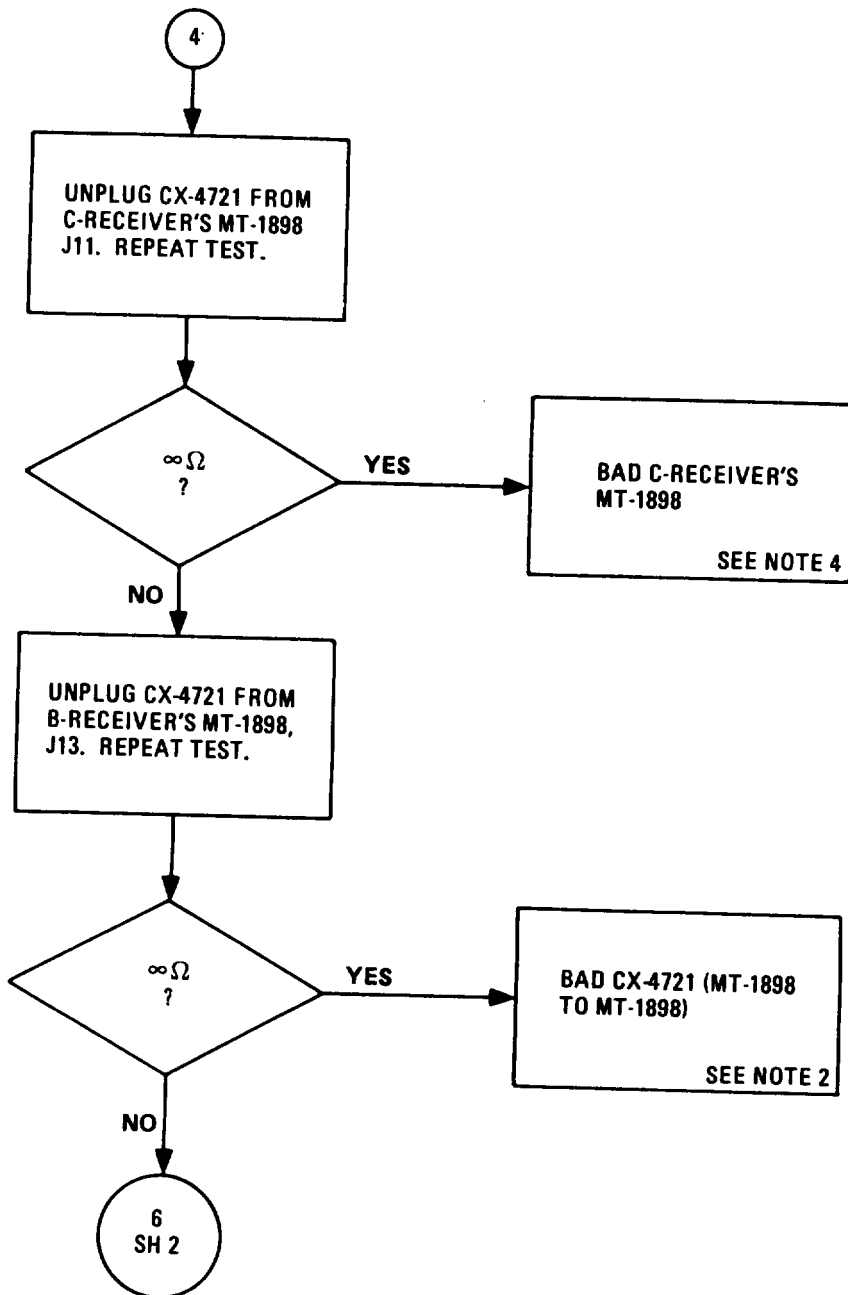 4
UNPLUG CX-4721 FROM
C-RECEIVER'S MT-1898
J11. REPEAT TEST.
∞Ω
?
YES
BAD C-RECEIVER'S
MT-1898
SEE NOTE 4
NO
UNPLUG CX-4721 FROM
B-RECEIVER'S MT-1898,
J13. REPEAT TEST.
∞Ω
?
YES
BAD CX-4721 (MT-1898
TO MT-1898)
SEE NOTE 2
NO
6
SH 2